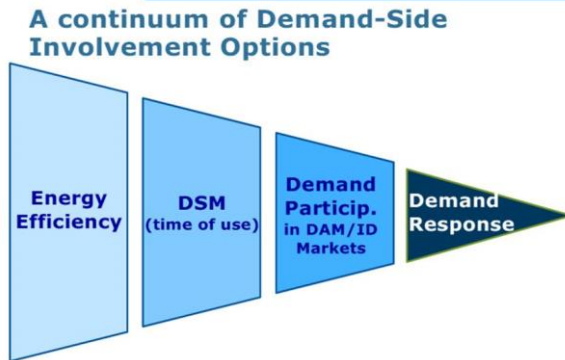 A continuum of Demand-Side
Involvement Options
Energy
Efficiency
DSM
(time of use)
Demand
Particip.
in DAM/ID
Markets
Demand
Response